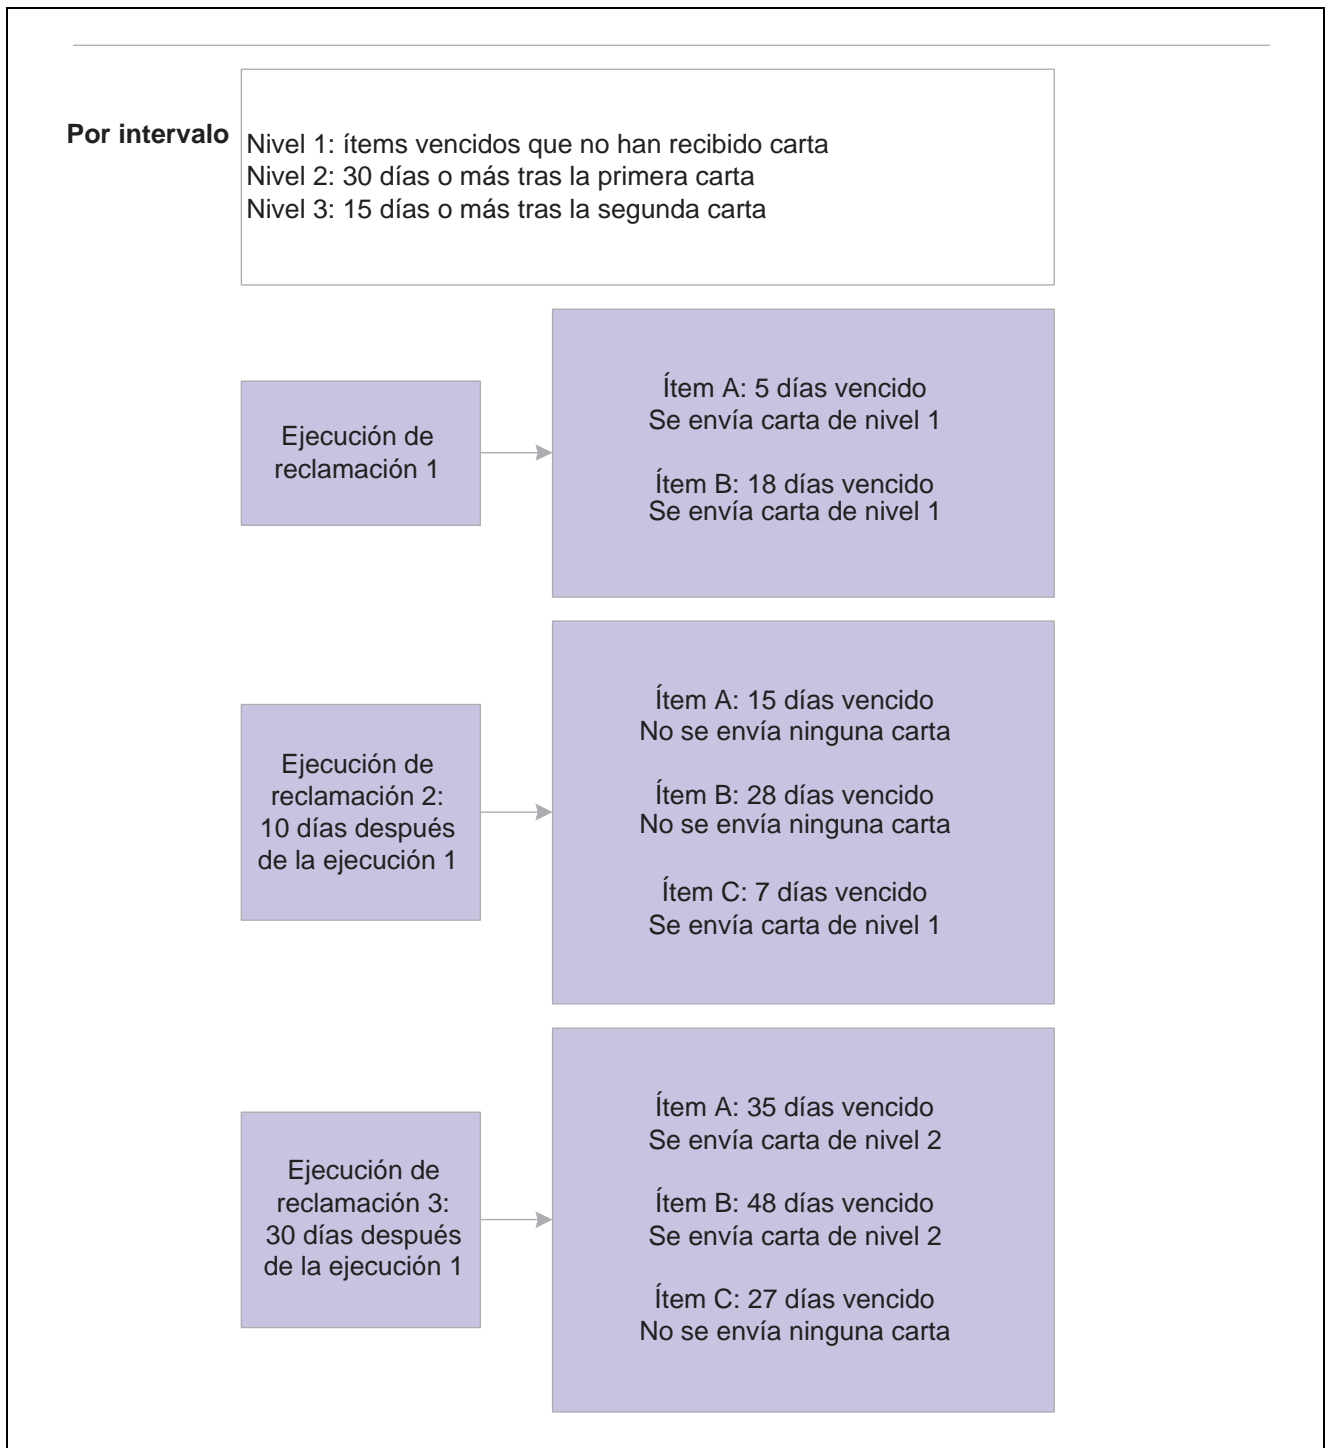 Por intervalo
Nivel 1: ítems vencidos que no han recibido carta
Nivel 2: 30 días o más tras la primera carta
Nivel 3: 15 días o más tras la segunda carta
Ejecución de
reclamación 1
Ítem A: 5 días vencido
Se envía carta de nivel 1
Ítem B: 18 días vencido
Se envía carta de nivel 1
Ejecución de
reclamación 2:
10 días después
de la ejecución 1
Ítem A: 15 días vencido
No se envía ninguna carta
Ítem B: 28 días vencido
No se envía ninguna carta
Ítem C: 7 días vencido
Se envía carta de nivel 1
Ejecución de
reclamación 3:
30 días después
de la ejecución 1
Ítem A: 35 días vencido
Se envía carta de nivel 2
Ítem B: 48 días vencido
Se envía carta de nivel 2
Ítem C: 27 días vencido
No se envía ninguna carta